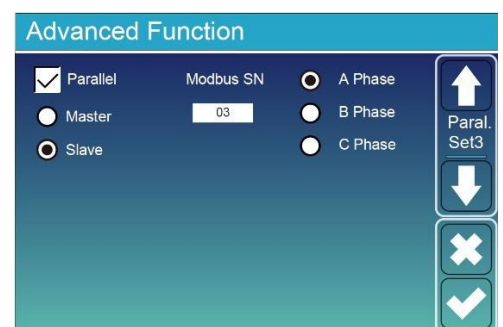 Advanced Function
Parallel
Modbus SN
A Phase
Master
03
B Phase
Slave
C Phase
Paral.
Set3